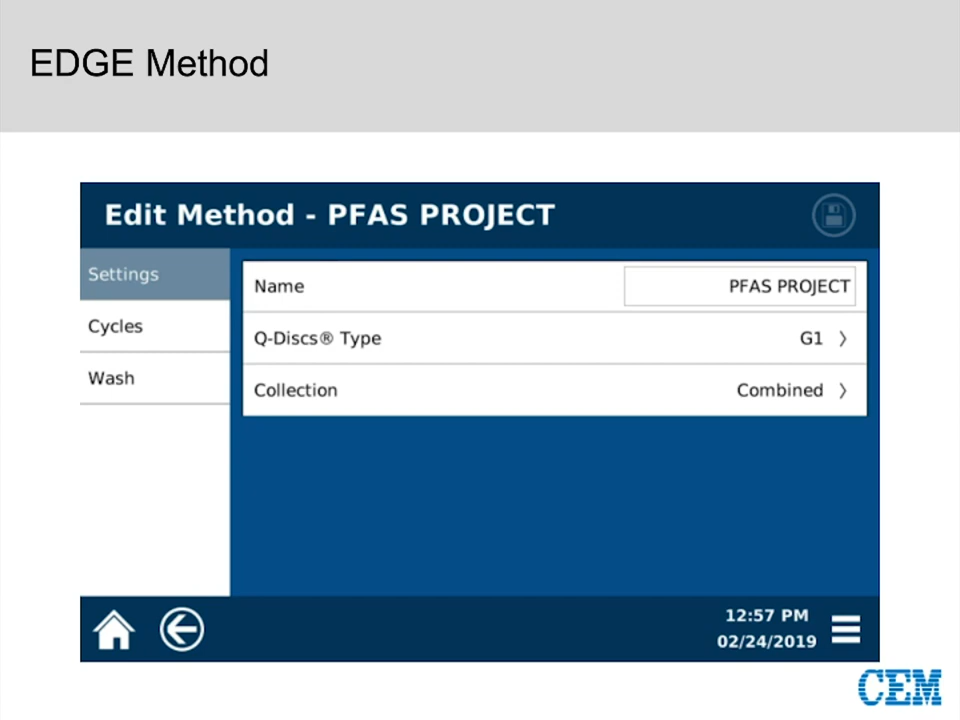 EDGE Method
Edit Method - PFAS PROJECT
Settings
Cycles
Wash
Name PFAS PROJECT
Q-Discs® Type G1 〉
Collection Combined 〉
12:57 PM
02/24/2019
CEM